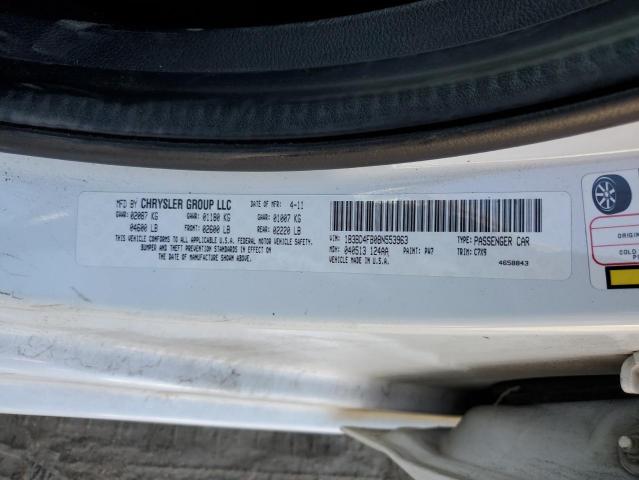 MFD BY CHRYSLER GROUP LLC DATE OF MFR 4-11
GVWR: 02087 KG GAWR: 01180 KG GAWR: 01007 KG
04600 LB FRONT: 02600 LB REAR: 02220 LB
THIS VEHICLE CONFORMS TO ALL APPLICABLE U.S.A. FEDERAL MOTOR VEHICLE SAFETY,
BUMPER AND THEFT PREVENTION STANDARDS IN EFFECT ON
THE DATE OF MANUFACTURE SHOWN ABOVE.
VIN: 1B3BD4FB0BN553963 TYPE: PASSENGER CAR
MDH: 040513 124AA PAINT: PW7 TRIM: C7X9
VEHICLE MADE IN U.S.A. 4658843
ORIGIN
COLD
P